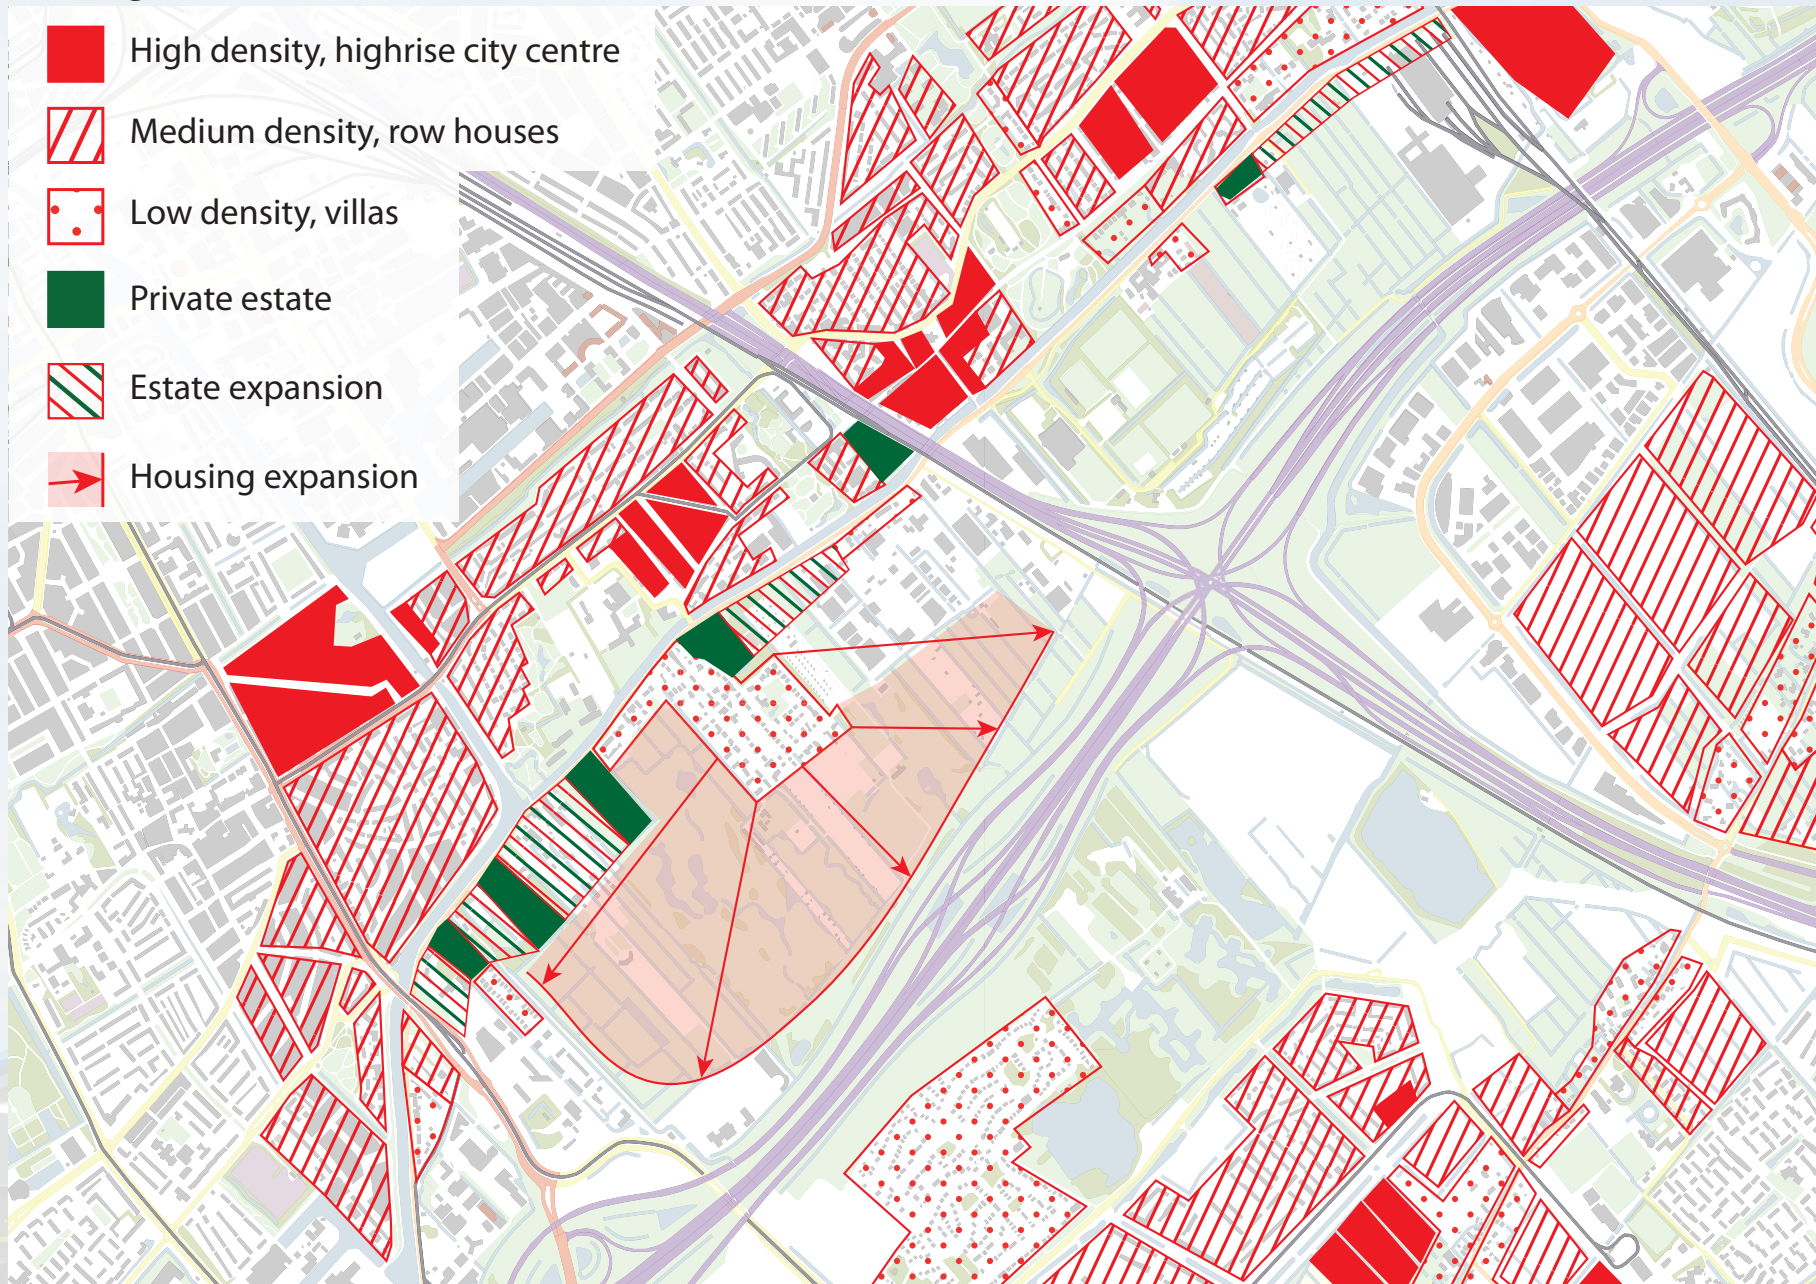 High density, highrise city centre
Medium density, row houses
Low density, villas
Private estate
Estate expansion
Housing expansion